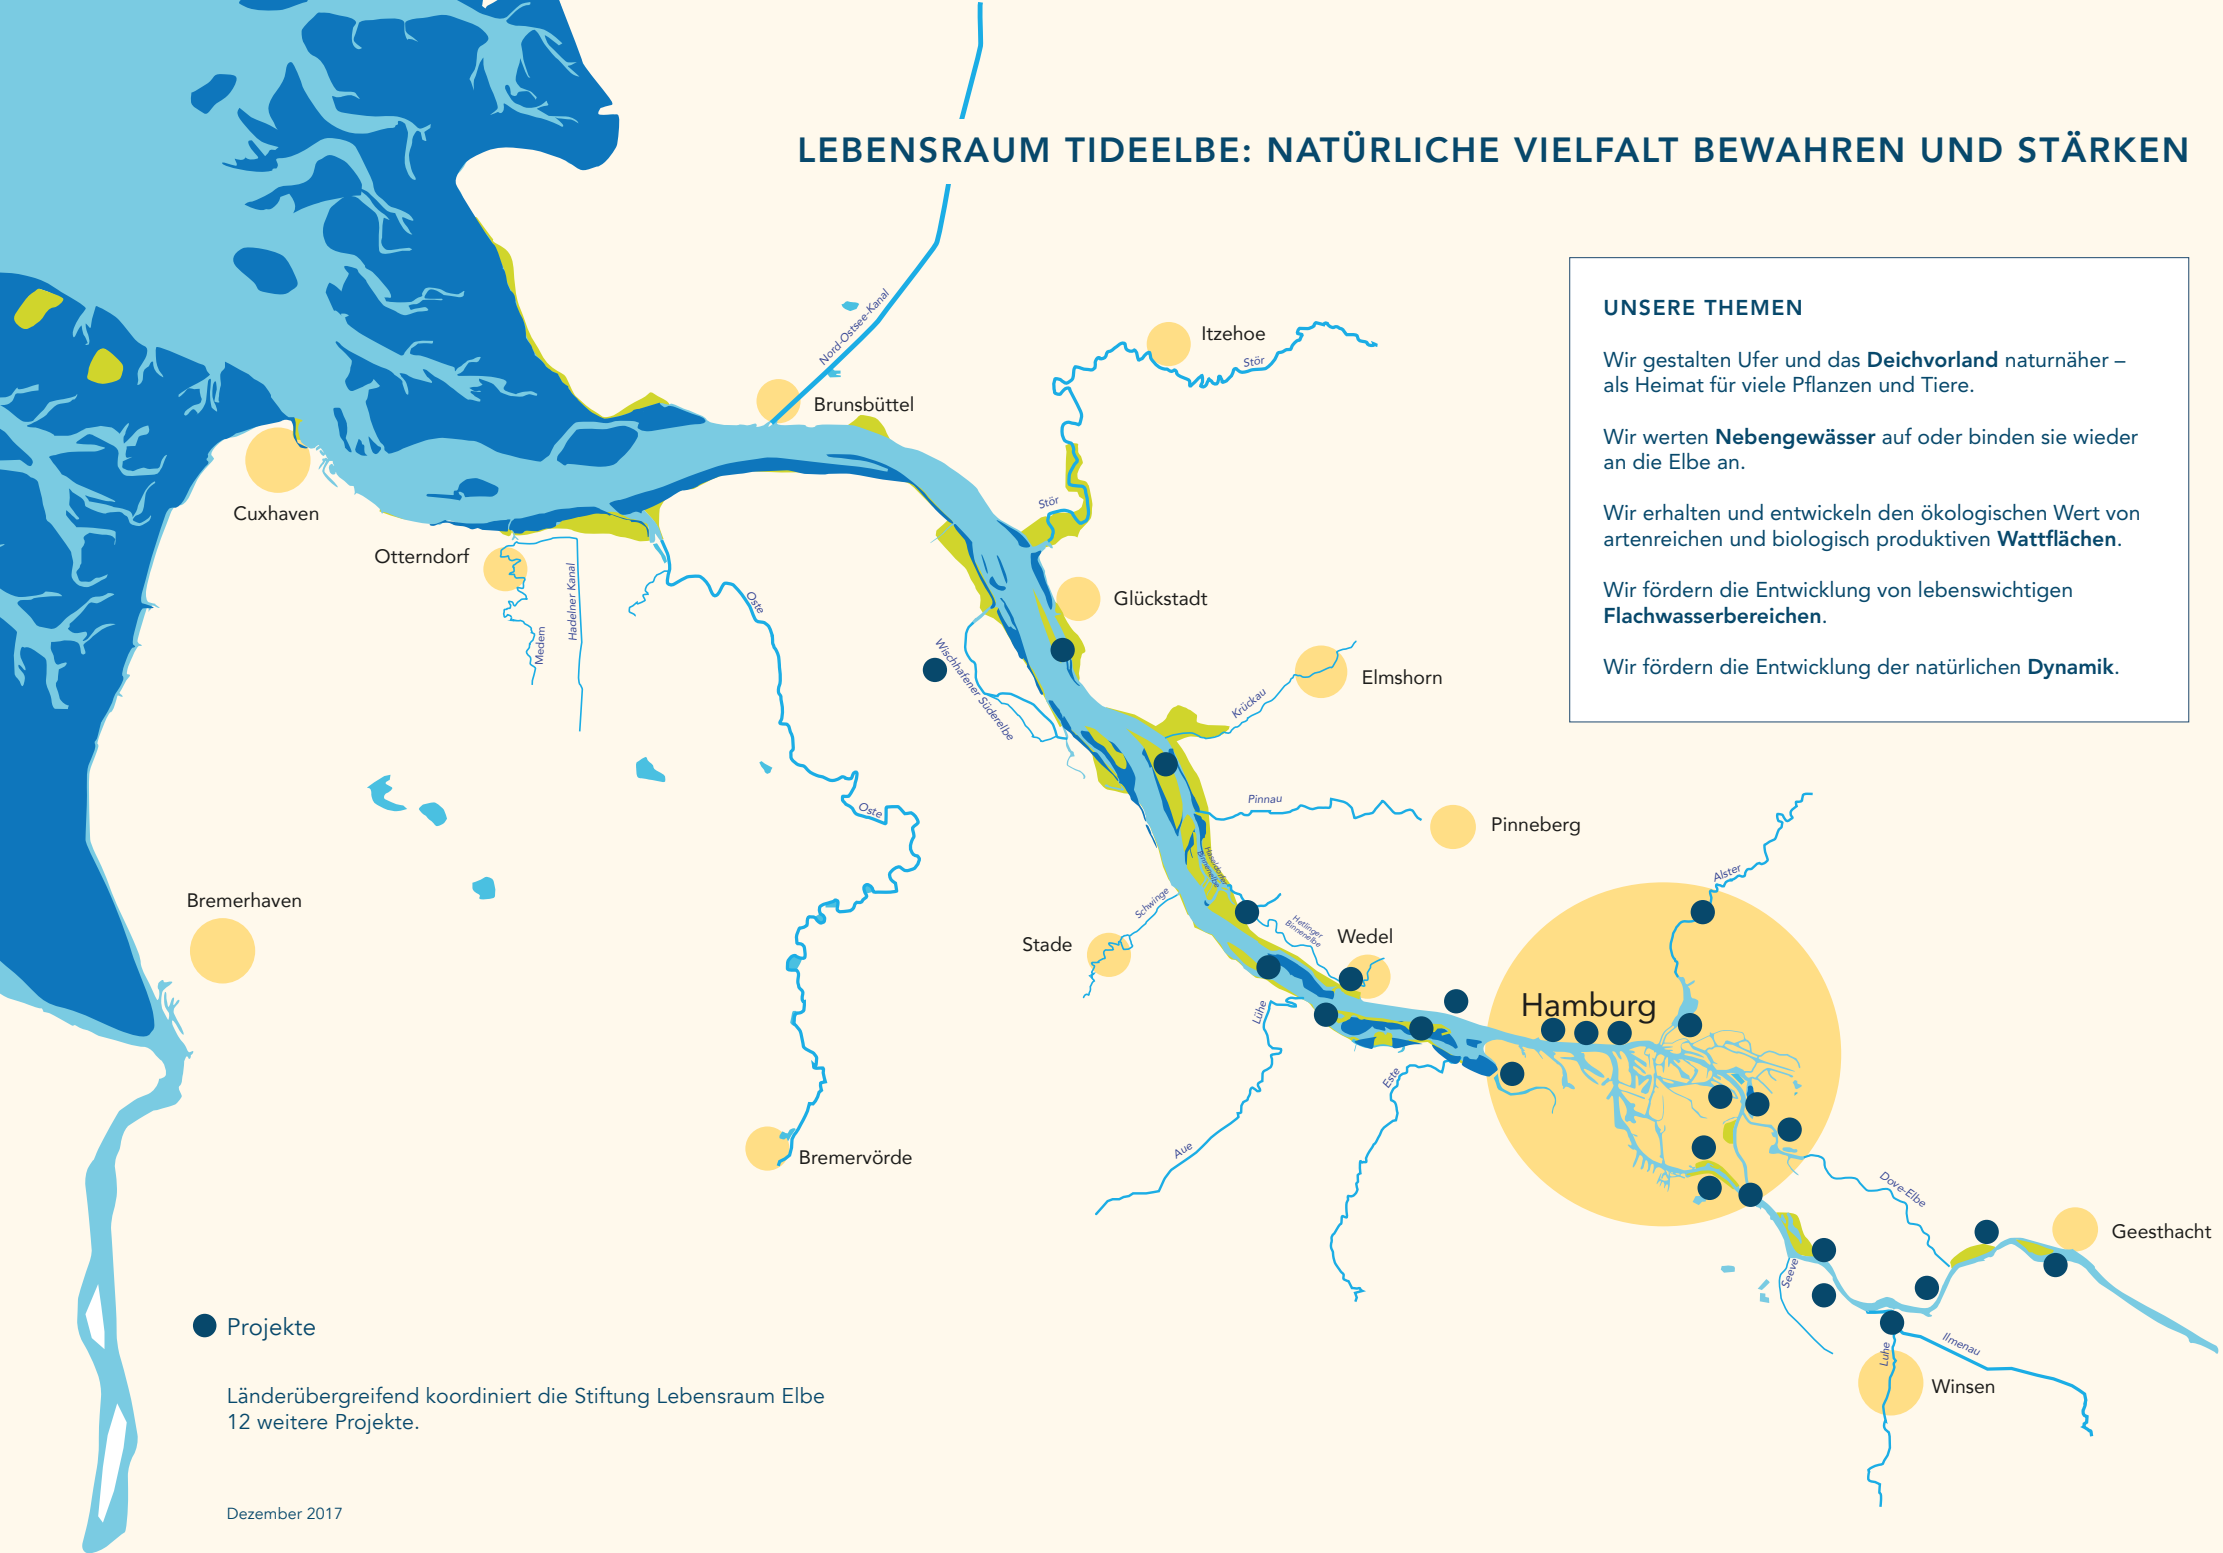 LEBENSRAUM TIDEELBE: NATÜRLICHE VIELFALT BEWAHREN UND STÄRKEN
UNSERE THEMEN
Wir gestalten Ufer und das Deichvorland naturnäher –
als Heimat für viele Pflanzen und Tiere.
Wir werten Nebengewässer auf oder binden sie wieder
an die Elbe an.
Wir erhalten und entwickeln den ökologischen Wert von
artenreichen und biologisch produktiven Wattflächen.
Wir fördern die Entwicklung von lebenswichtigen
Flachwasserbereichen.
Wir fördern die Entwicklung der natürlichen Dynamik.
Nord-Ostsee-Kanal
Itzehoe
Stör
Brunsbüttel
Cuxhaven
Stör
Otterndorf
Hadelner Kanal
Medem
Oste
Glückstadt
Wischhafener Süderelbe
Elmshorn
Krückau
Pinnau
Pinneberg
Oste
Haseldorfer
Binnenelbe
Alster
Bremerhaven
Schwinge
Hetlinger
Binnenelbe
Wedel
Stade
Lühe
Hamburg
Este
Aue
Bremervörde
Dove-Elbe
Geesthacht
Seeve
Ilmenau
Luhe
Winsen
Projekte
Länderübergreifend koordiniert die Stiftung Lebensraum Elbe
12 weitere Projekte.
Dezember 2017